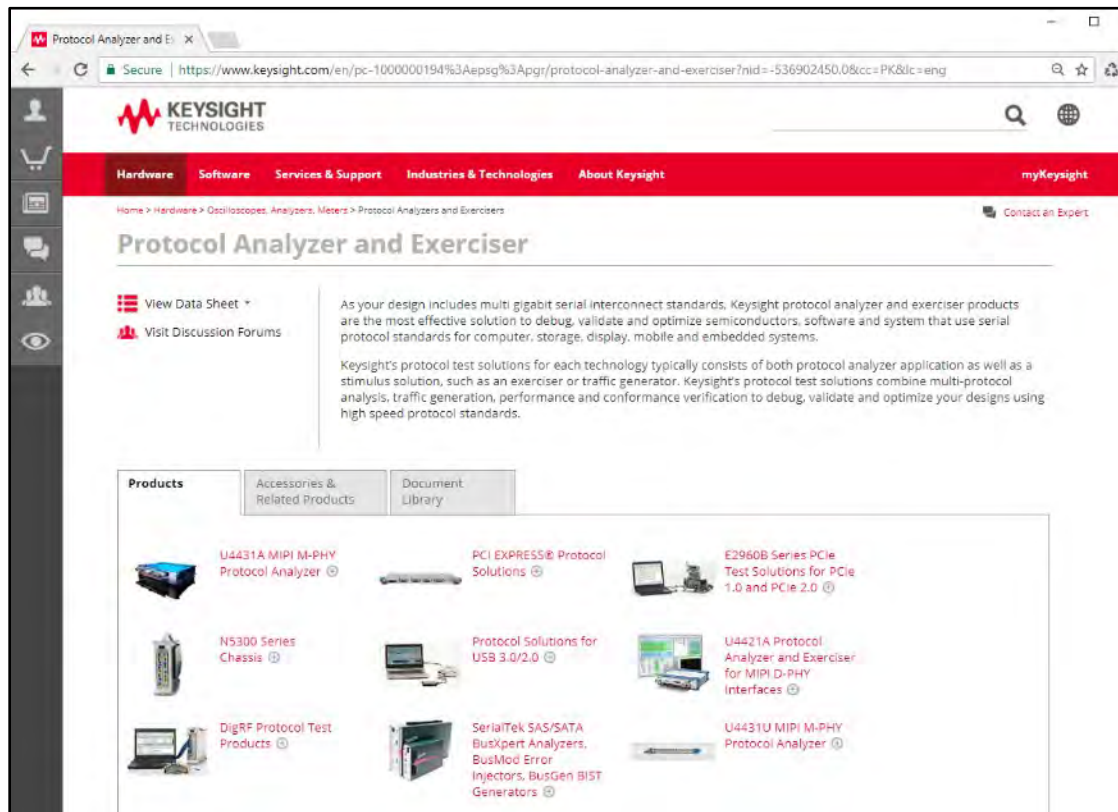 Protocol Analyzer and E
Secure | https://www.keysight.com/en/pc-1000000194%3Aepsg%3Apgr/protocol-analyzer-and-exerciser?nid=-536902450.0&cc=PK&lc=eng
KEYSIGHT
TECHNOLOGIES
Hardware Software Services & Support Industries & Technologies About Keysight myKeysight
Home > Hardware > Oscilloscopes, Analyzers, Meters > Protocol Analyzers and Exercisers
Contact an Expert
Protocol Analyzer and Exerciser
View Data Sheet
Visit Discussion Forums
As your design includes multi gigabit serial interconnect standards, Keysight protocol analyzer and exerciser products
are the most effective solution to debug, validate and optimize semiconductors, software and system that use serial
protocol standards for computer, storage, display, mobile and embedded systems.
Keysight's protocol test solutions for each technology typically consists of both protocol analyzer application as well as a
stimulus solution, such as an exerciser or traffic generator. Keysight's protocol test solutions combine multi-protocol
analysis, traffic generation, performance and conformance verification to debug, validate and optimize your designs using
high speed protocol standards.
Products
Accessories &
Related Products
Document
Library
U4431A MIPI M-PHY
Protocol Analyzer
PCI EXPRESS® Protocol
Solutions
E2960B Series PCIe
Test Solutions for PCIe
1.0 and PCIe 2.0
N5300 Series
Chassis
Protocol Solutions for
USB 3.0/2.0
U4421A Protocol
Analyzer and Exerciser
for MIPI D-PHY
Interfaces
DigRF Protocol Test
Products
SerialTek SAS/SATA
BusXpert Analyzers,
BusMod Error
Injectors, BusGen BIST
Generators
U4431U MIPI M-PHY
Protocol Analyzer